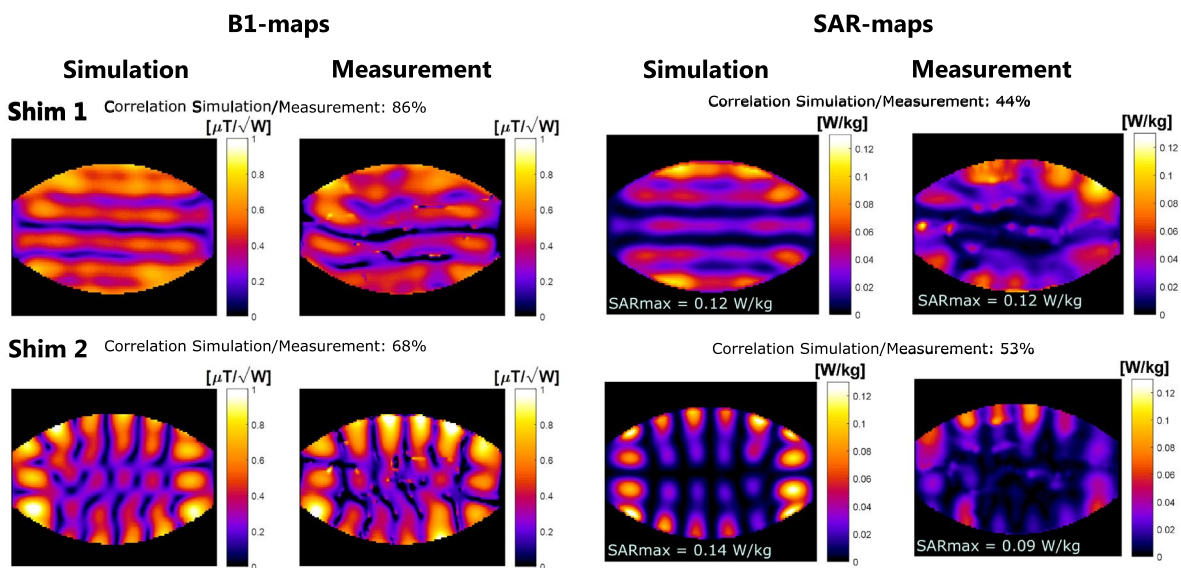 B1-maps
SAR-maps
Simulation
Measurement
Simulation
Measurement
Shim 1
Correlation Simulation/Measurement: 86%
Correlation Simulation/Measurement: 44%
[μT/√W]
[μT/√W]
[W/kg]
[W/kg]
1
0.8
0.6
0.4
0.2
0
1
0.8
0.6
0.4
0.2
0
0.12
0.1
0.08
0.06
0.04
0.02
0
0.12
0.1
0.08
0.06
0.04
0.02
0
SARmax = 0.12 W/kg
SARmax = 0.12 W/kg
Shim 2
Correlation Simulation/Measurement: 68%
Correlation Simulation/Measurement: 53%
[μT/√W]
[μT/√W]
[W/kg]
[W/kg]
1
0.8
0.6
0.4
0.2
0
1
0.8
0.6
0.4
0.2
0
0.12
0.1
0.08
0.06
0.04
0.02
0
0.12
0.1
0.08
0.06
0.04
0.02
0
SARmax = 0.14 W/kg
SARmax = 0.09 W/kg